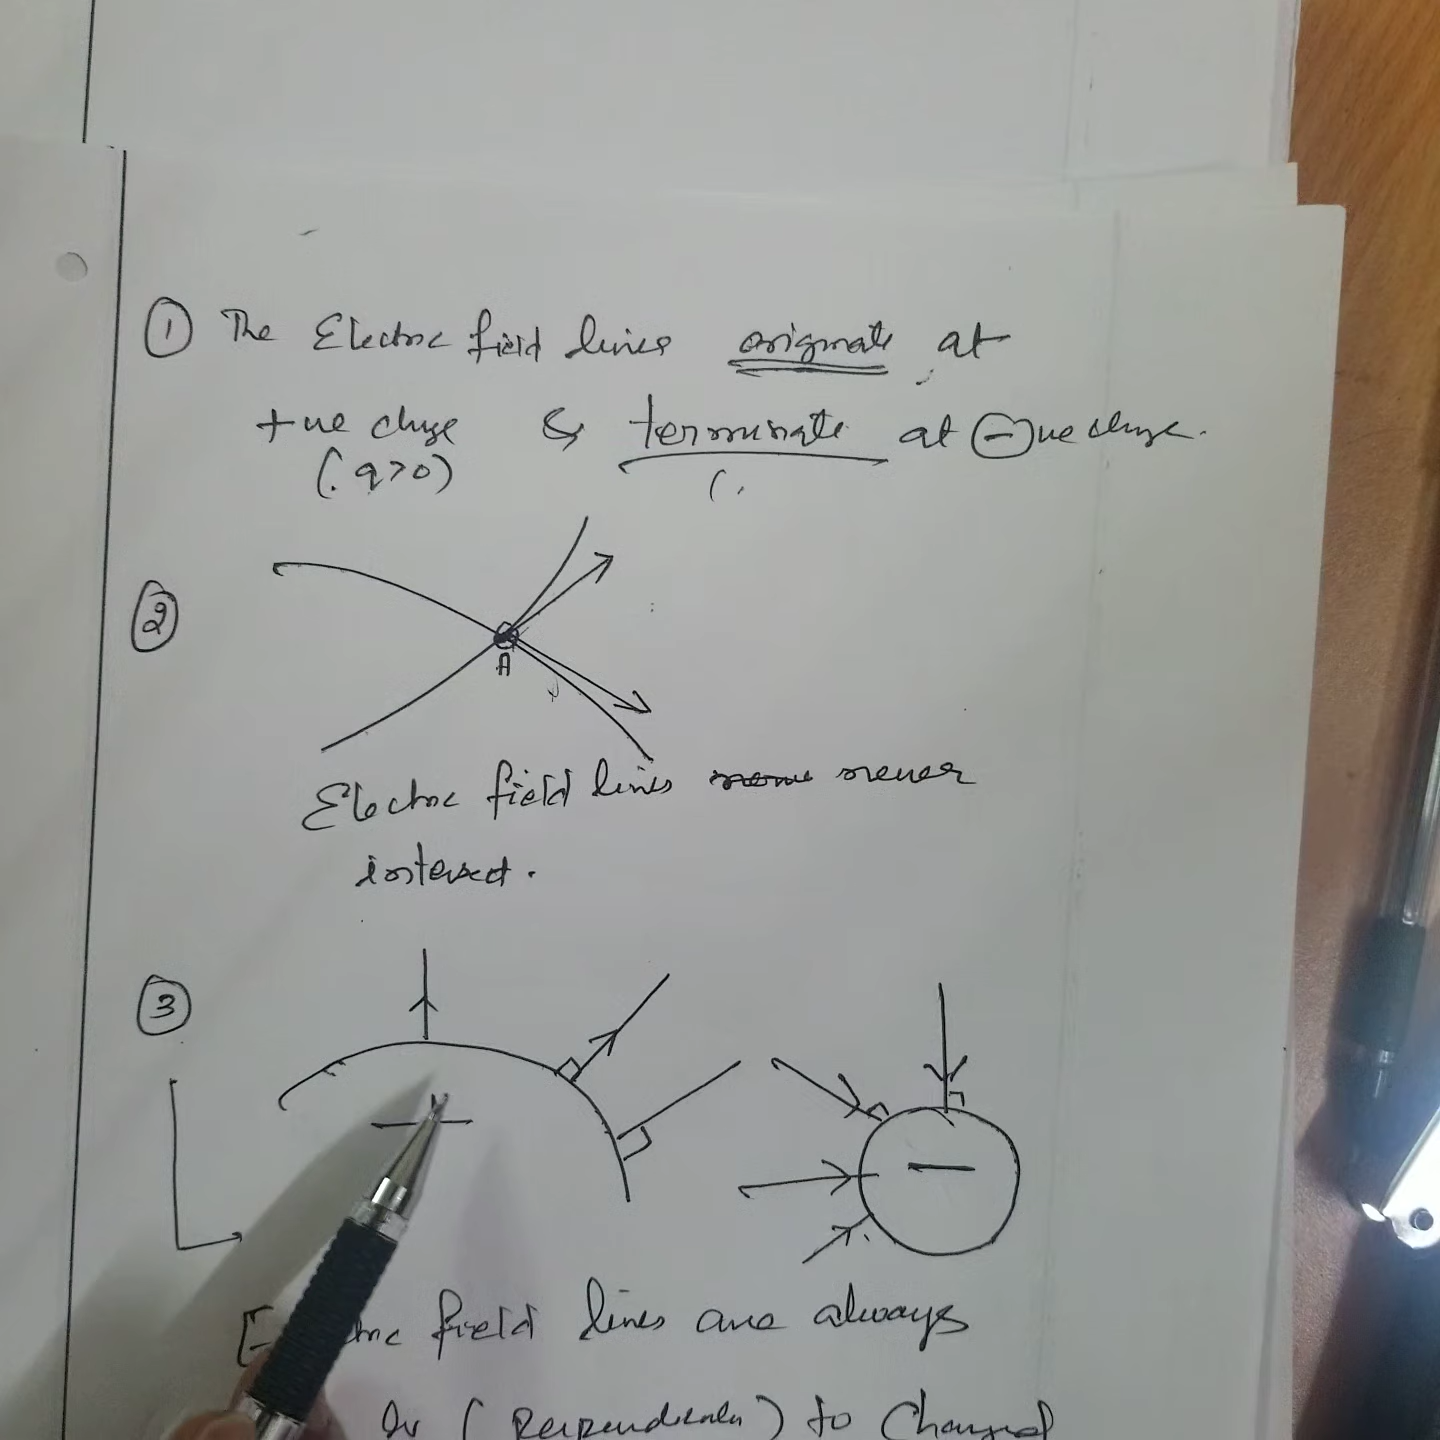 ① The Electric field lines originate at
+ve charge & terminate at ⊖ve charge.
(q>0) (
②
A
Electric field lines never
intersect.
③
field lines are always
(Perpendicular) to Charged